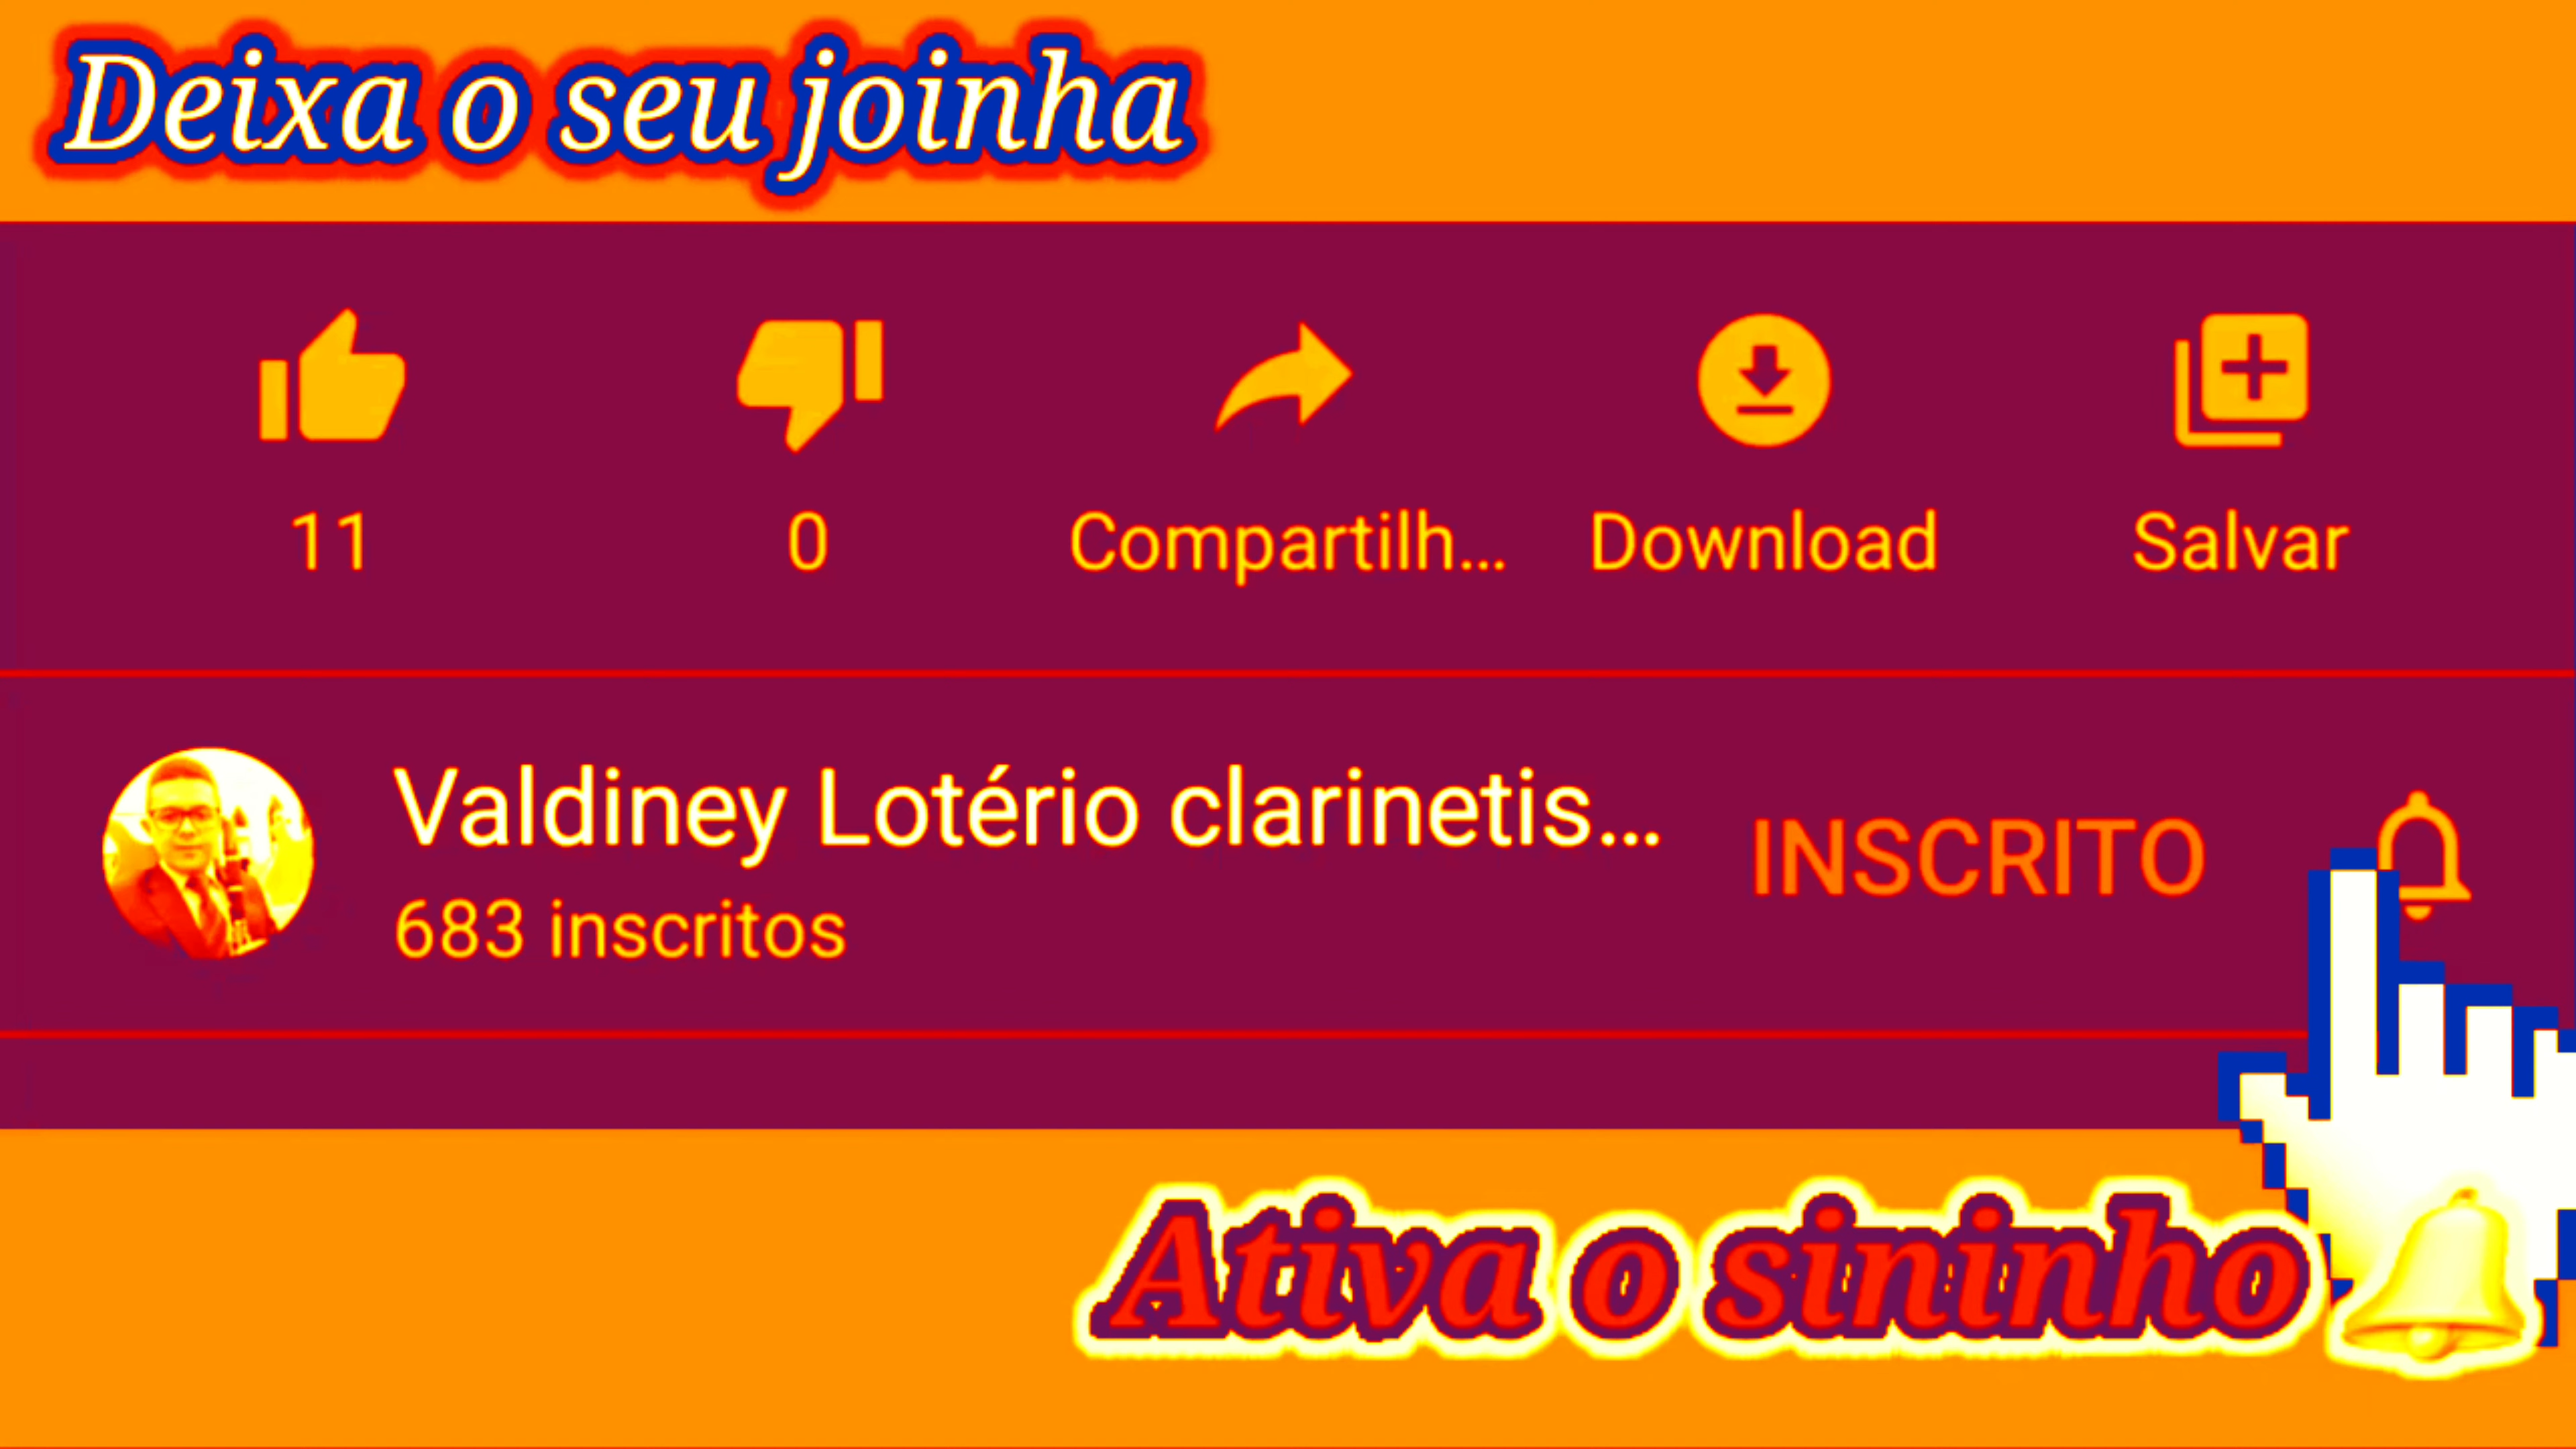 Deixa o seu joinha
11
0
Compartilh...
Download
Salvar
Valdiney Lotério clarinetis...
INSCRITO
683 inscritos
Ativa o sininho